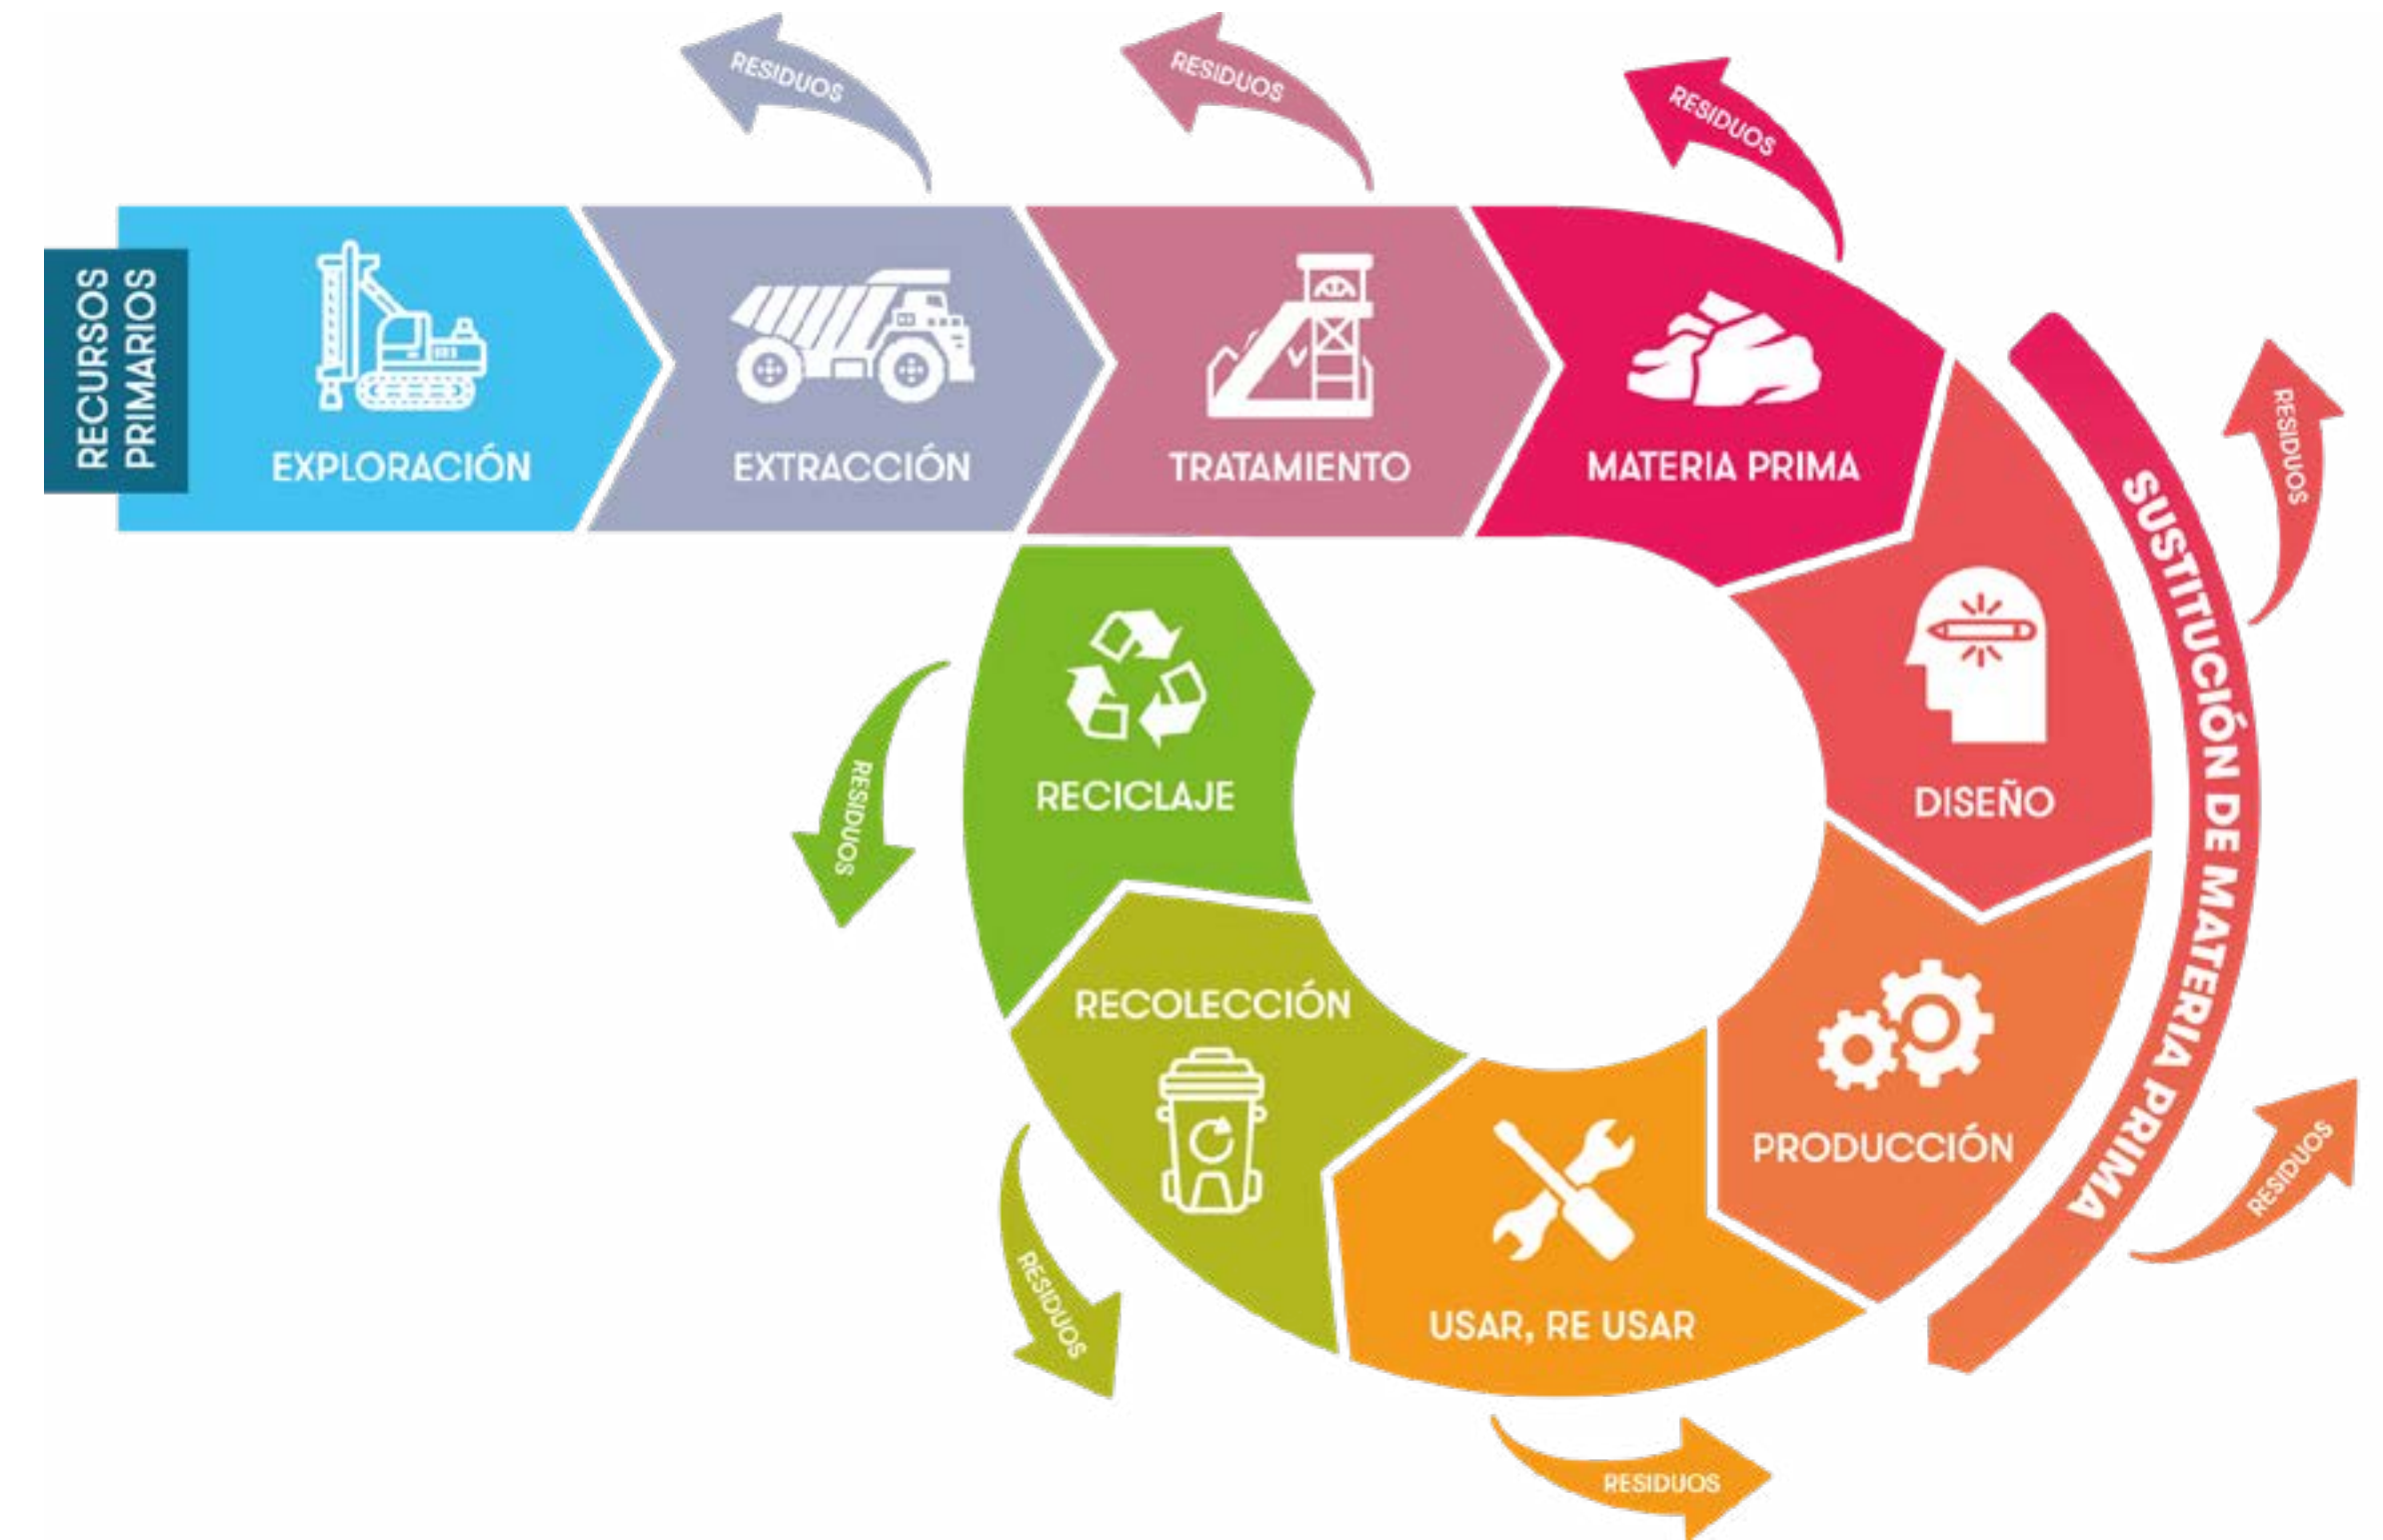 RESIDUOS
RESIDUOS
RESIDUOS
RECURSOS
PRIMARIOS
EXPLORACIÓN
EXTRACCIÓN
TRATAMIENTO
MATERIA PRIMA
DISEÑO
SUSTITUCIÓN DE MATERIA PRIMA
RESIDUOS
PRODUCCIÓN
RESIDUOS
USAR, RE USAR
RESIDUOS
RECOLECCIÓN
RESIDUOS
RECICLAJE
RESIDUOS